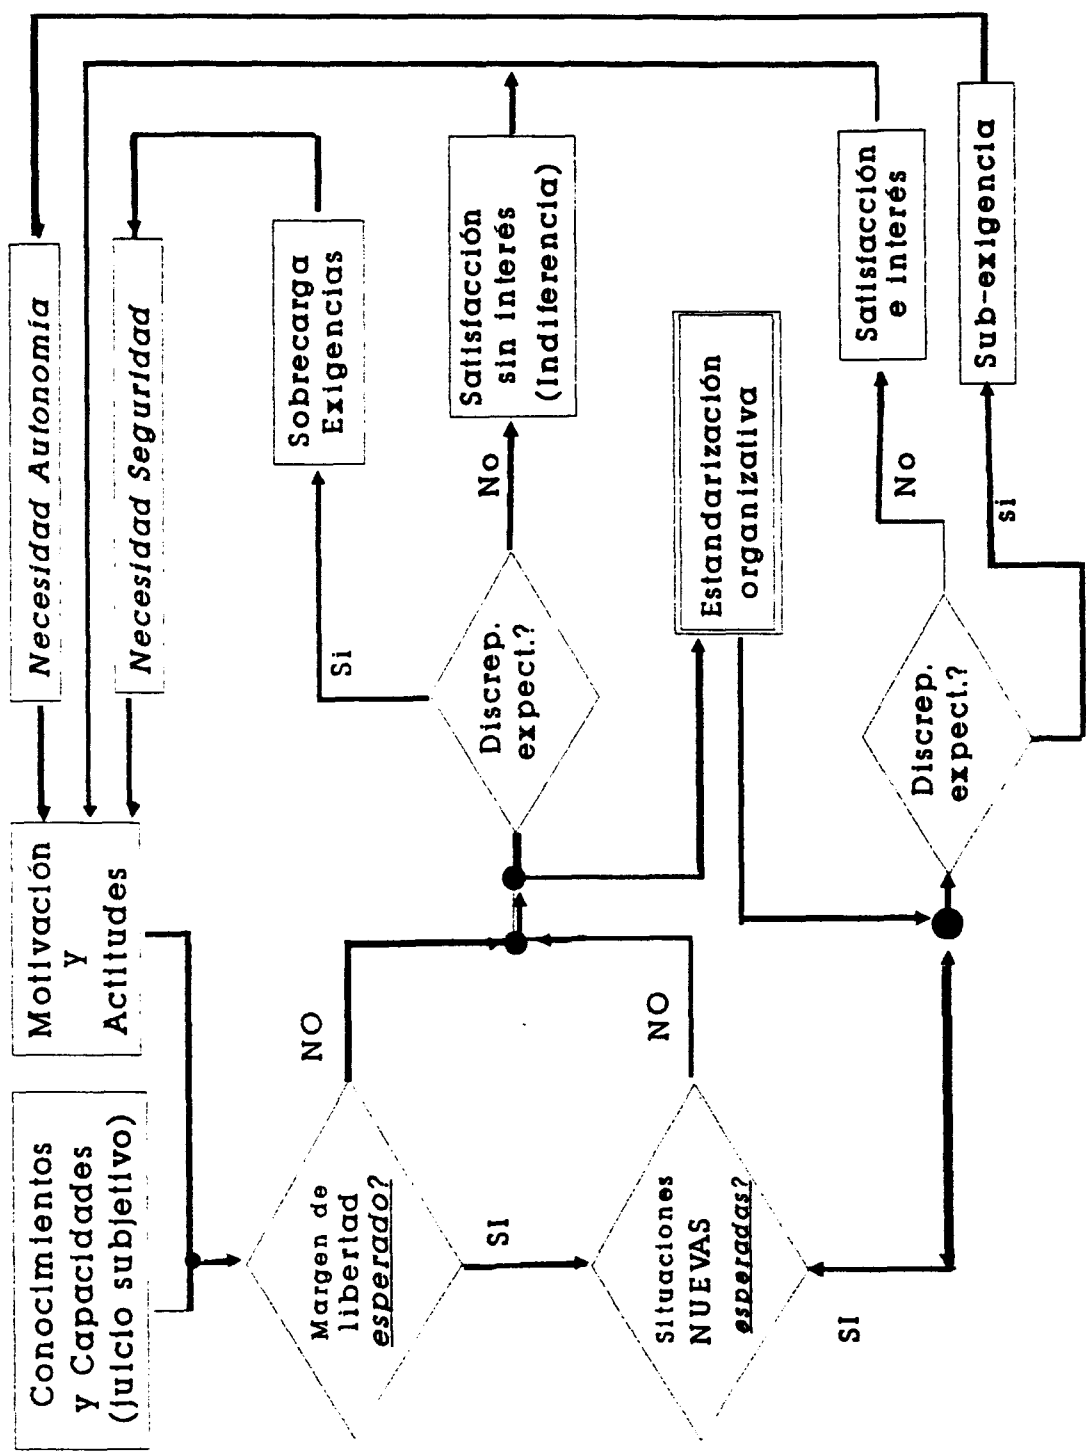 Conocimientos
y Capacidades
(juicio subjetivo)
Motivación
y
Actitudes
Necesidad Autonomía
Necesidad Seguridad
Margen de
libertad
esperado?
NO
SI
Situaciones
NUEVAS
esperadas?
NO
SI
Discrep.
expect.?
Si
No
Sobrecarga
Exigencias
Satisfacción
sin interés
(Indiferencia)
Estandarización
organizativa
Discrep.
expect.?
No
si
Satisfacción
e interés
Sub-exigencia